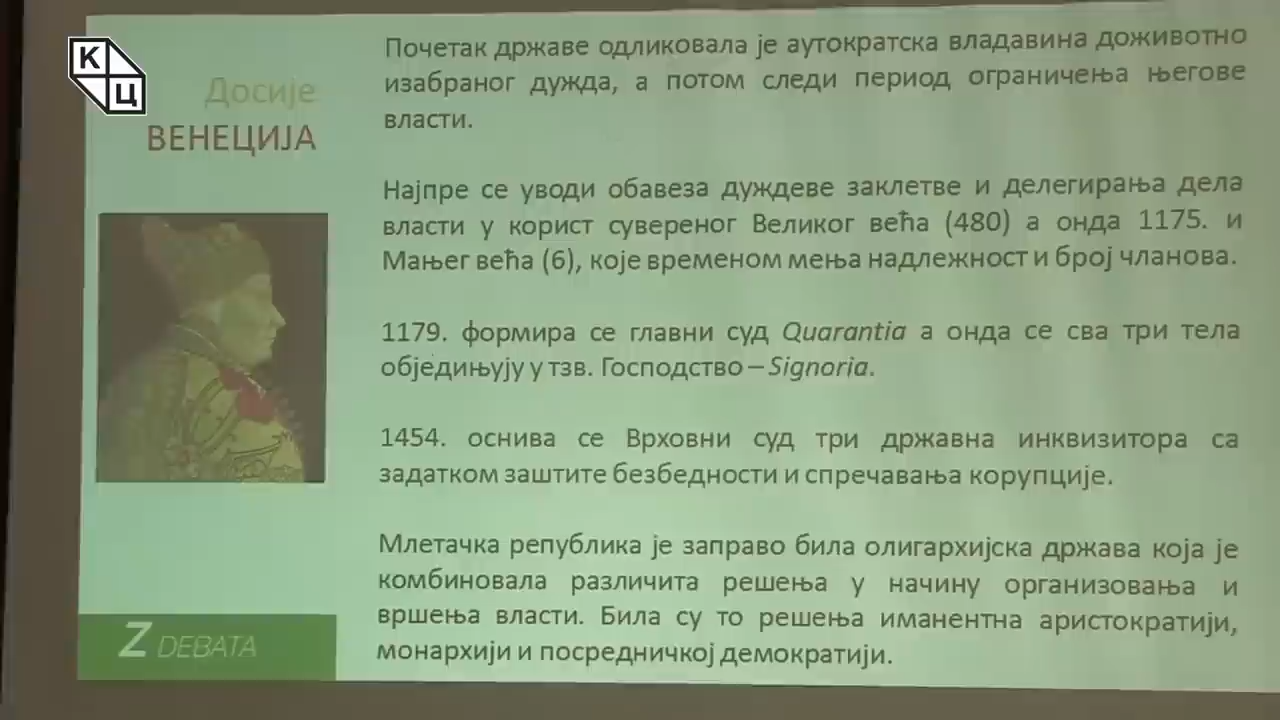 К
Ц
Досије
ВЕНЕЦИЈА
Почетак државе одликовала је аутократска владавина доживотно
изабраног дужда, а потом следи период ограничења његове
власти.
Најпре се уводи обавеза дуждеве заклетве и делегирања дела
власти у корист сувереног Великог већа (480) а онда 1175. и
Мањег већа (6), које временом мења надлежност и број чланова.
1179. формира се главни суд Quarantia а онда се сва три тела
обједињују у тзв. Господство – Signoria.
1454. оснива се Врховни суд три државна инквизитора са
задатком заштите безбедности и спречавања корупције.
Млетачка република је заправо била олигархијска држава која је
комбиновала различита решења у начину организовања и
вршења власти. Била су то решења иманентна аристократији,
монархији и посредничкој демократији.
Z DEBATA